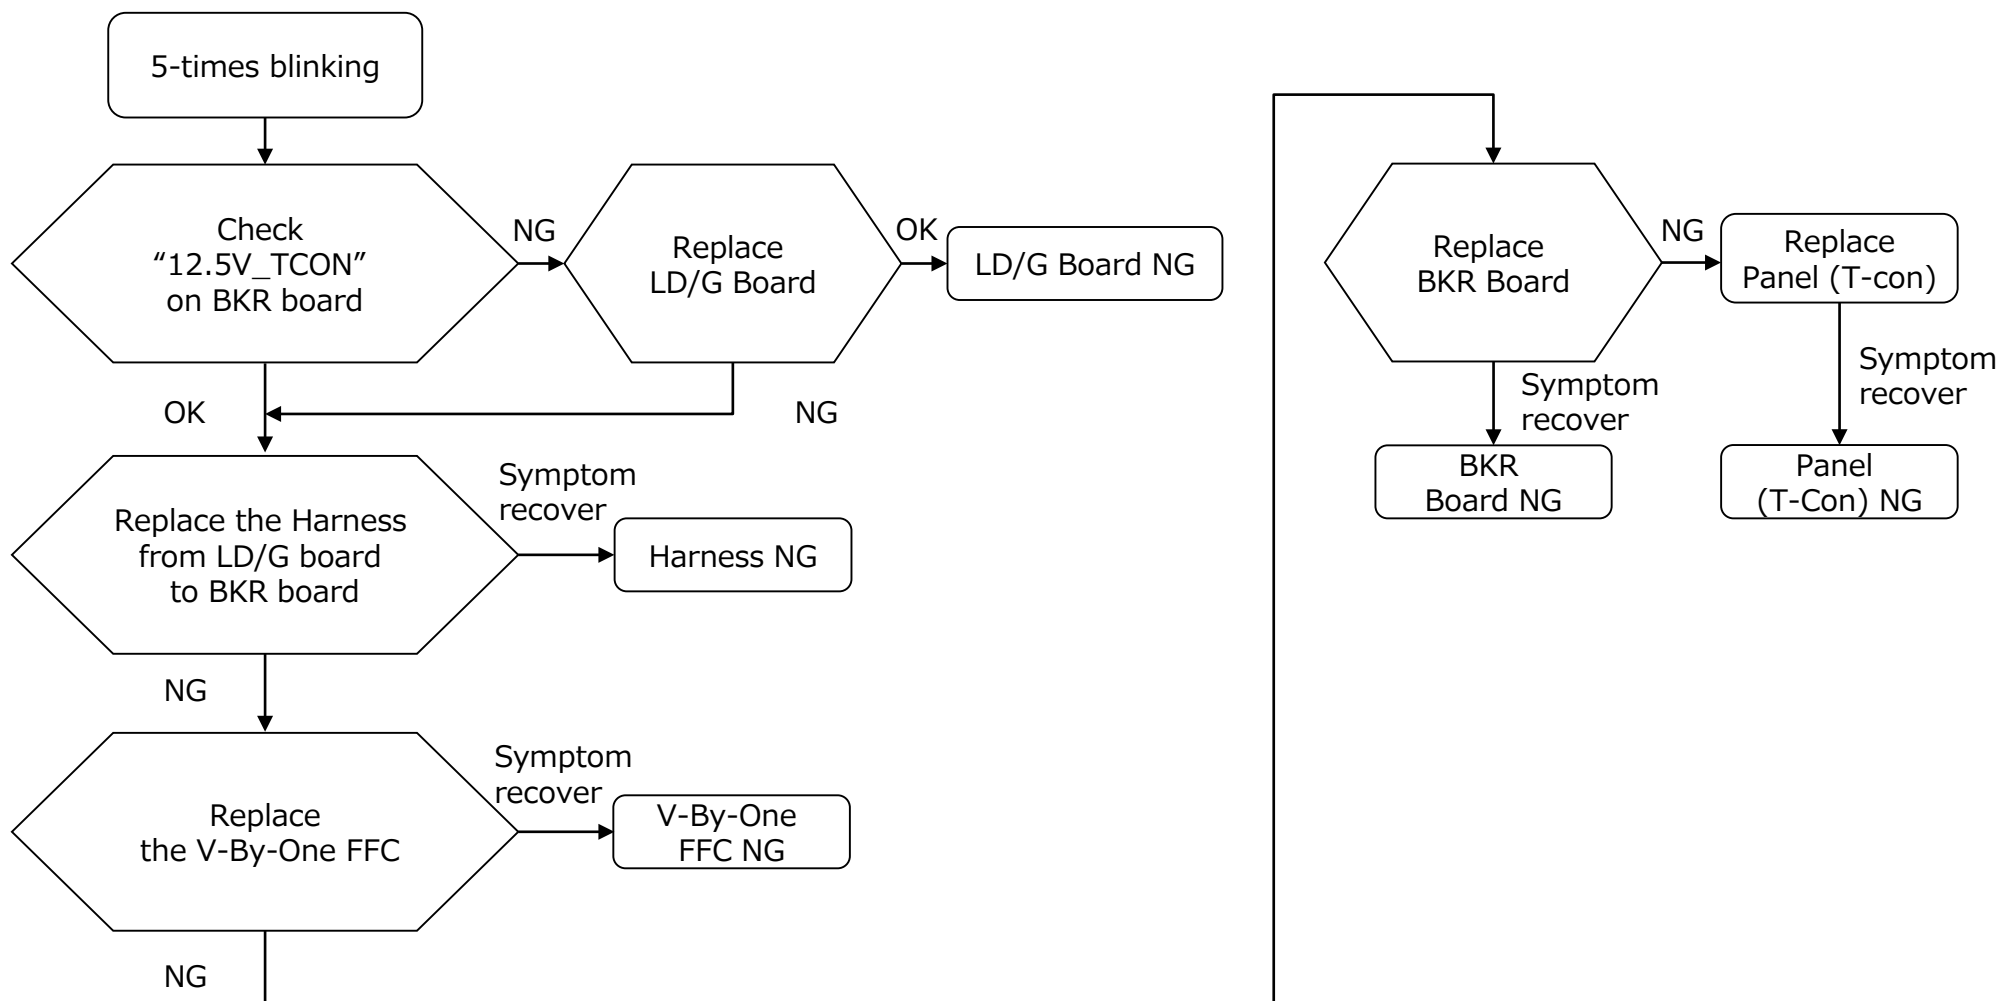 5-times blinking
Check
“12.5V_TCON”
on BKR board
NG
Replace
LD/G Board
OK
LD/G Board NG
OK
NG
Replace the Harness
from LD/G board
to BKR board
Symptom
recover
Harness NG
NG
Replace
the V-By-One FFC
Symptom
recover
V-By-One
FFC NG
NG
Replace
BKR Board
NG
Replace
Panel (T-con)
Symptom
recover
BKR
Board NG
Symptom
recover
Panel
(T-Con) NG